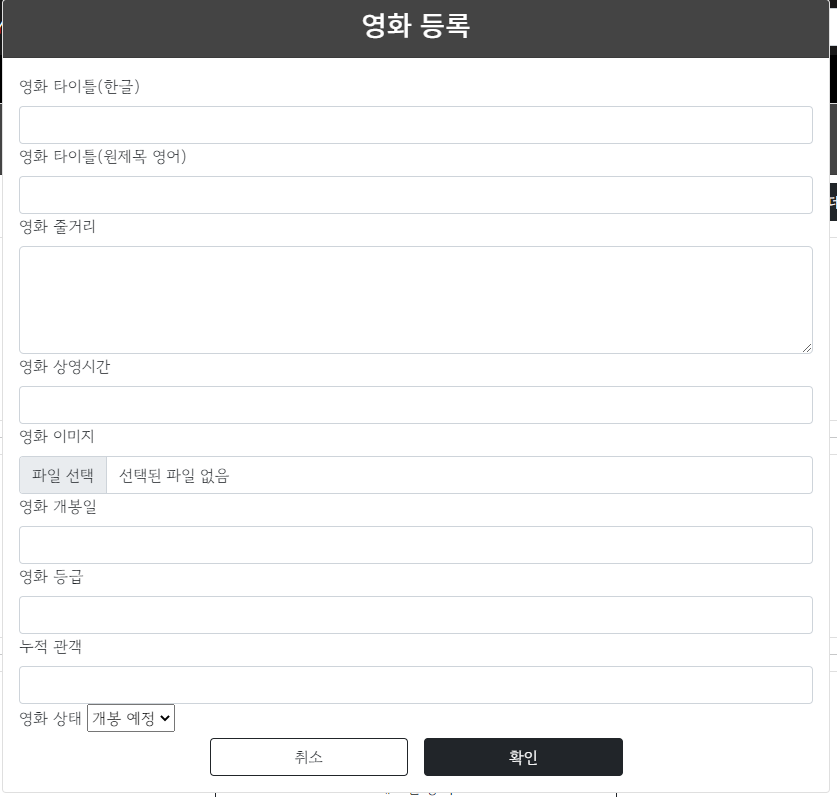 영화 등록
영화 타이틀(한글)
영화 타이틀(원제목 영어)
영화 줄거리
영화 상영시간
영화 이미지
파일 선택 선택된 파일 없음
영화 개봉일
영화 등급
누적 관객
영화 상태 개봉 예정
취소 확인